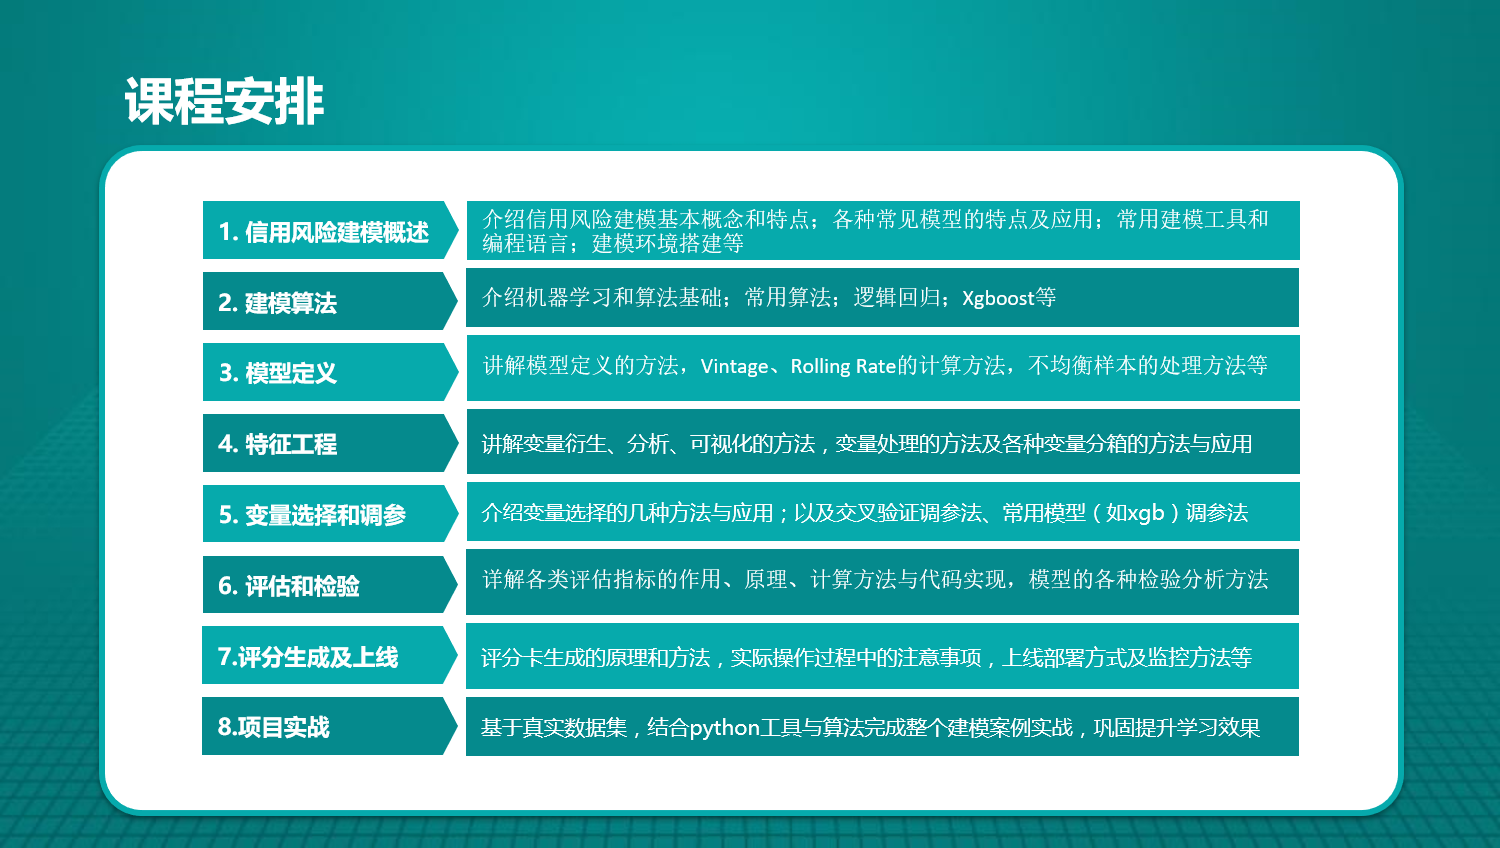 课程安排
1. 信用风险建模概述
介绍信用风险建模基本概念和特点；各种常见模型的特点及应用；常用建模工具和
编程语言；建模环境搭建等
2. 建模算法
介绍机器学习和算法基础；常用算法；逻辑回归；Xgboost等
3. 模型定义
讲解模型定义的方法，Vintage、Rolling Rate的计算方法，不均衡样本的处理方法等
4. 特征工程
讲解变量衍生、分析、可视化的方法，变量处理的方法及各种变量分箱的方法与应用
5. 变量选择和调参
介绍变量选择的几种方法与应用；以及交叉验证调参法、常用模型（如xgb）调参法
6. 评估和检验
详解各类评估指标的作用、原理、计算方法与代码实现，模型的各种检验分析方法
7.评分生成及上线
评分卡生成的原理和方法，实际操作过程中的注意事项，上线部署方式及监控方法等
8.项目实战
基于真实数据集，结合python工具与算法完成整个建模案例实战，巩固提升学习效果